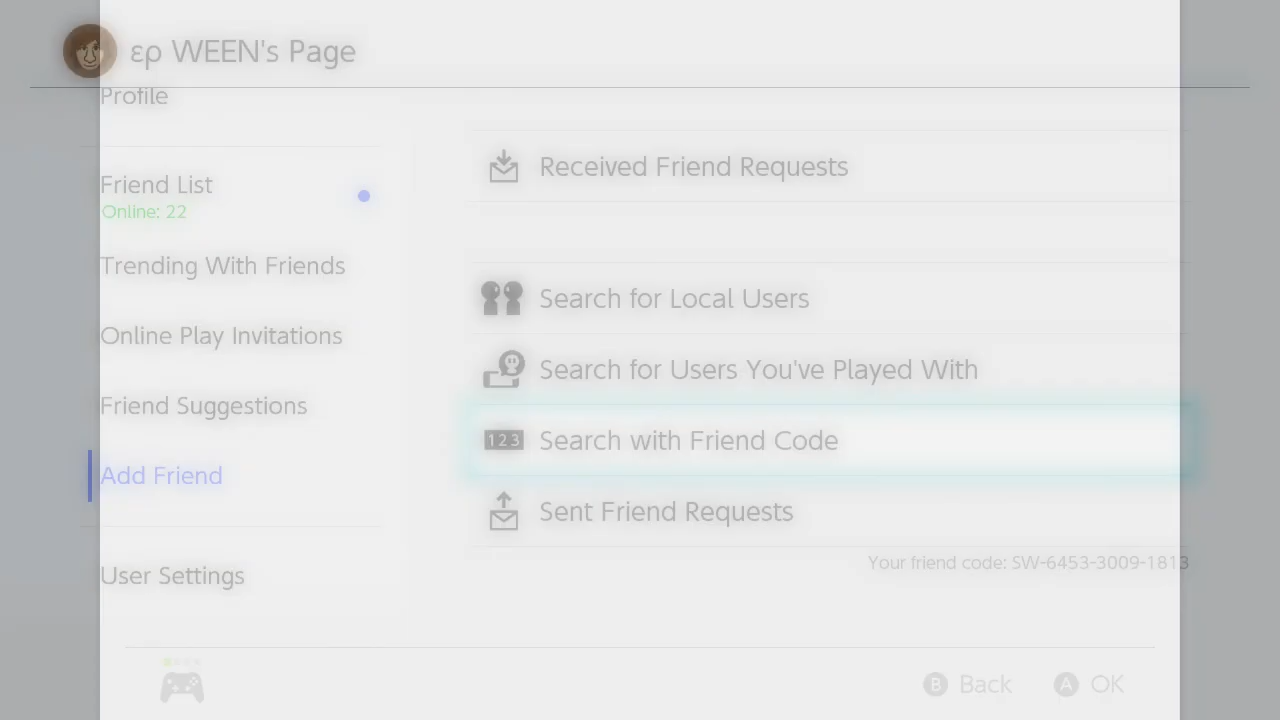 ερ WEEN's Page
Profile
Friend List
Online: 22
Trending With Friends
Online Play Invitations
Friend Suggestions
Add Friend
User Settings
Received Friend Requests
Search for Local Users
Search for Users You've Played With
123 Search with Friend Code
Sent Friend Requests
Your friend code: SW-6453-3009-1813
B Back A OK